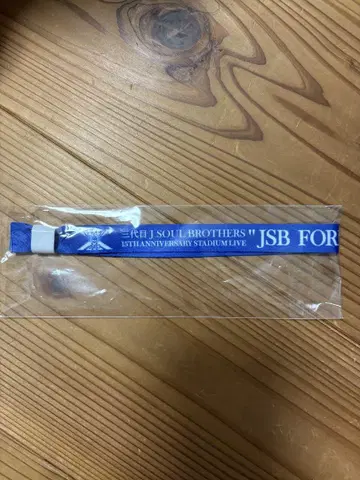 三代目 J SOUL BROTHERS
15TH ANNIVERSARY STADIUM LIVE
" JSB FOR